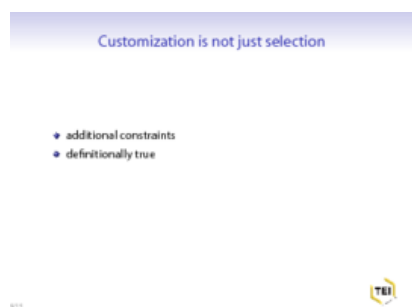 Customization is not just selection
additional constraints
definitionally true
TEI